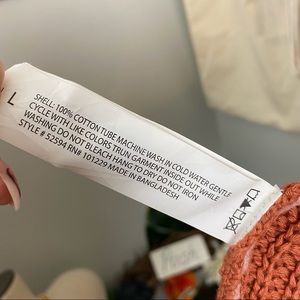 L
SHELL: 100% COTTON TUBE MACHINE WASH IN COLD WATER GENTLE
CYCLE WITH LIKE COLORS TRUN GARMENT INSIDE OUT WHILE
WASHING DO NOT BLEACH HANG TO DRY DO NOT IRON
STYLE # 52594 RN# 101229 MADE IN BANGLADESH